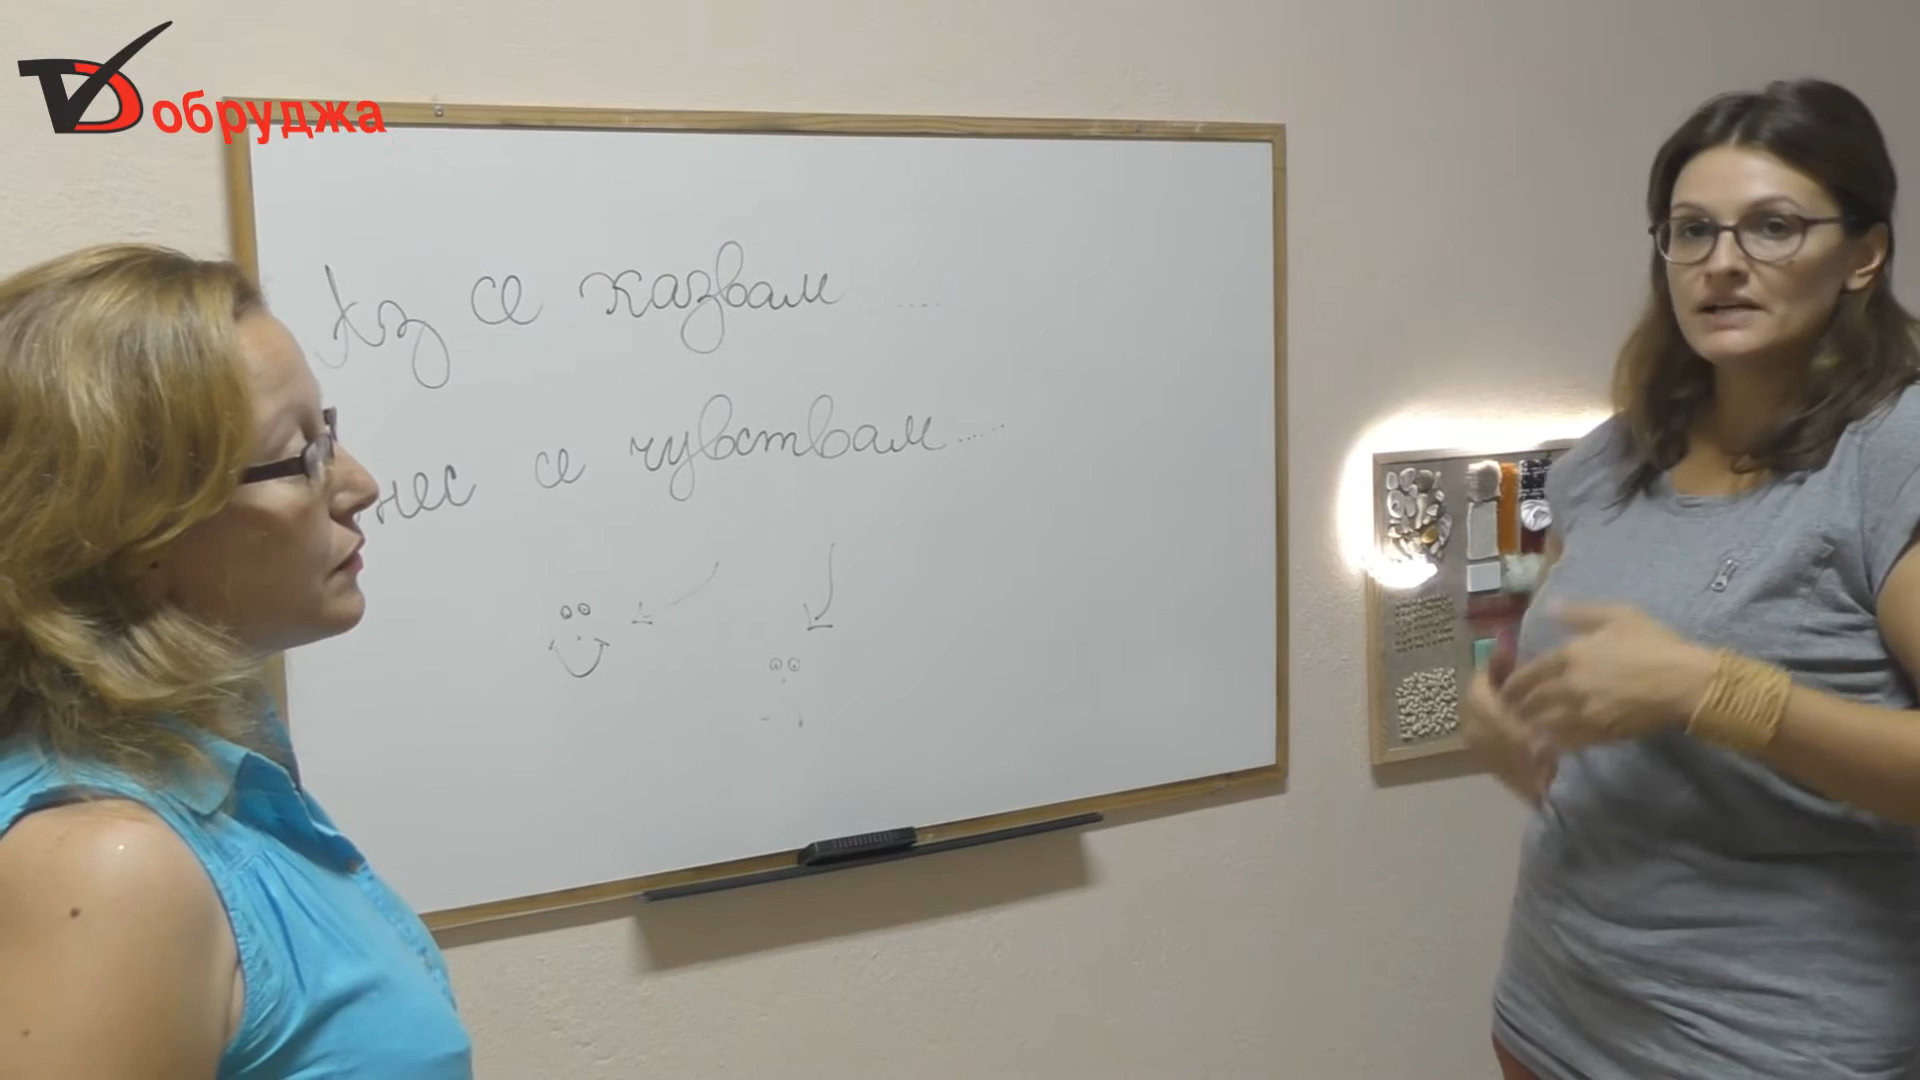 Добруджа
Аз се казвам .....
нес се чувствам .....